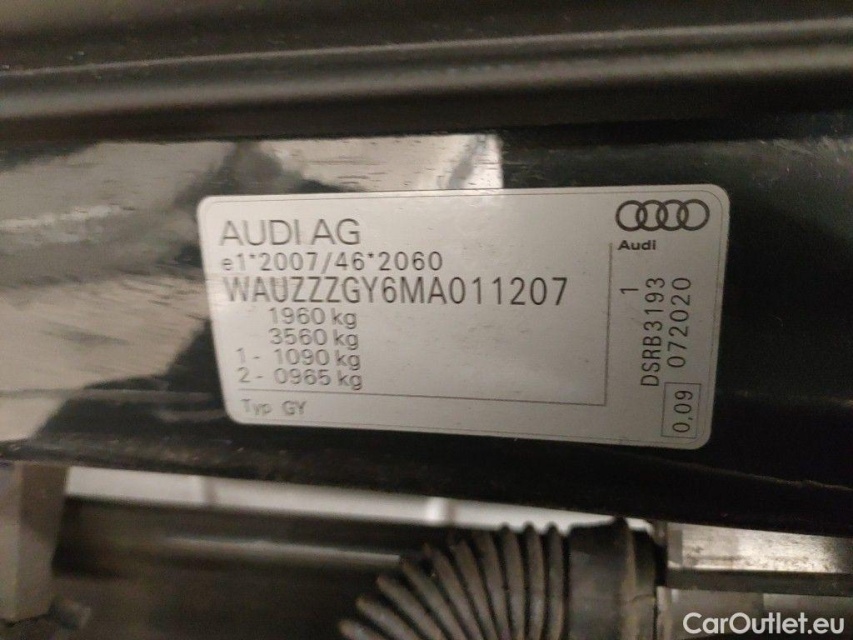 AUDI AG
e1*2007/46*2060
WAUZZZGY6MA011207
1960 kg
3560 kg
1 - 1090 kg
2 - 0965 kg
Typ GY
Audi
1
DSRB3193
072020
0,09
CarOutlet.eu